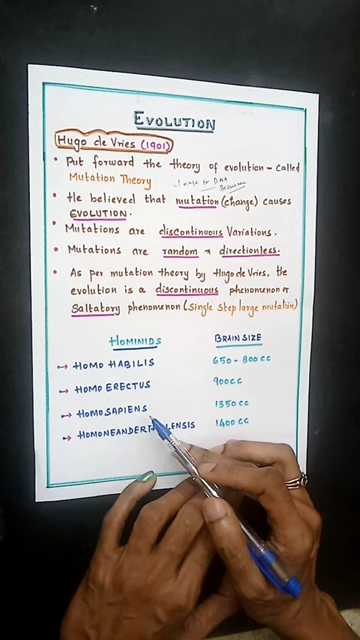 EVOLUTION
Hugo de Vries (1901)
• Put forward the theory of evolution - called
Mutation Theory
• He believed that mutation (change) causes
EVOLUTION.
• Mutations are discontinuous Variations.
• Mutations are random & directionless.
• As per mutation theory by Hugo de Vries, the
evolution is a discontinuous phenomenon or
Saltatory phenomenon (Single step large mutation)
HOMINIDS BRAIN SIZE
→ HOMO HABILIS 650 - 800 CC
→ HOMO ERECTUS 900 CC
→ HOMO SAPIENS 1350 CC
→ HOMONEANDERTHALENSIS 1400 CC